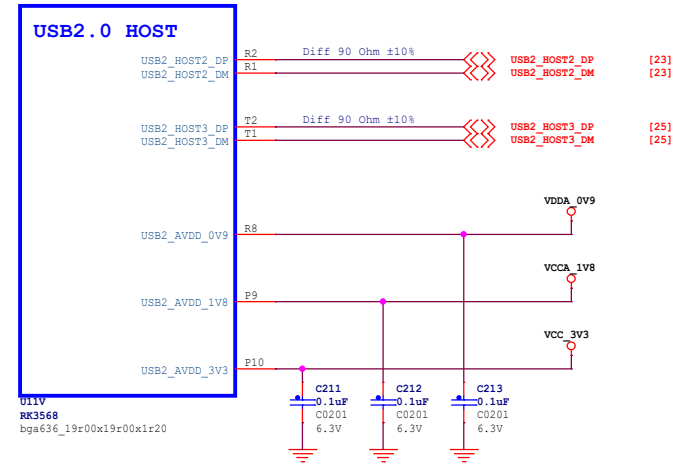 USB2.0 HOST
USB2_HOST2_DP R2 Diff 90 Ohm ±10% USB2_HOST2_DP [23]
USB2_HOST2_DM R1 USB2_HOST2_DM [23]
USB2_HOST3_DP T2 Diff 90 Ohm ±10% USB2_HOST3_DP [25]
USB2_HOST3_DM T1 USB2_HOST3_DM [25]
VDDA_0V9
USB2_AVDD_0V9 R8
VCCA_1V8
USB2_AVDD_1V8 P9
VCC_3V3
USB2_AVDD_3V3 P10
C211 C212 C213
0.1uF 0.1uF 0.1uF
C0201 C0201 C0201
6.3V 6.3V 6.3V
U11V
RK3568
bga636_19r00x19r00x1r20